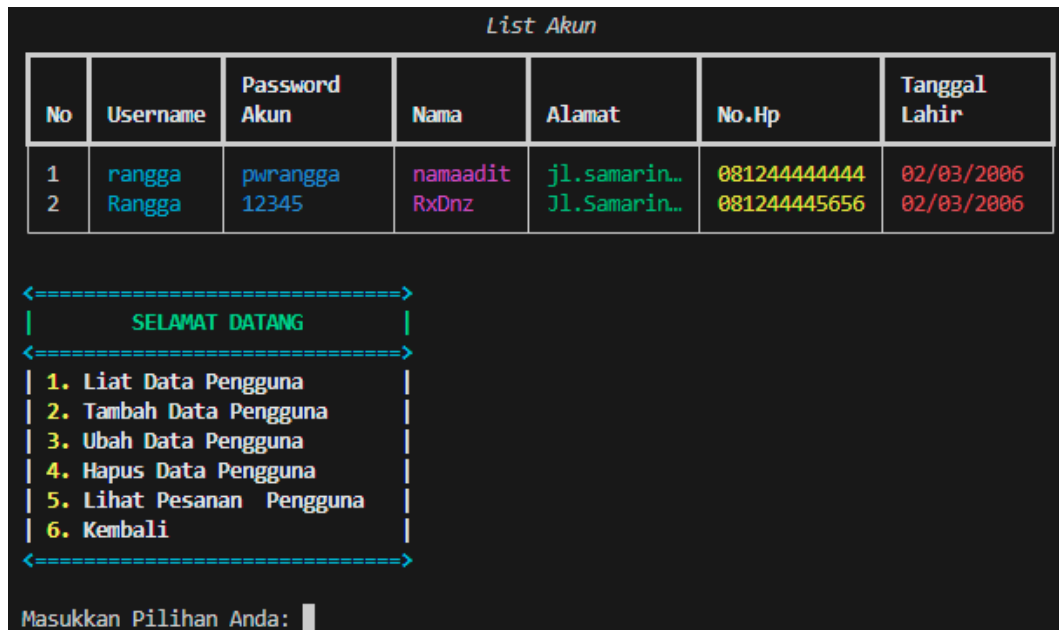 List Akun
No Username Password Akun Nama Alamat No.Hp Tanggal Lahir
1 rangga pwrangga namaadit jl.samarin… 081244444444 02/03/2006
2 Rangga 12345 RxDnz Jl.Samarin… 081244445656 02/03/2006
<==============================>
| SELAMAT DATANG |
<==============================>
| 1. Liat Data Pengguna |
| 2. Tambah Data Pengguna |
| 3. Ubah Data Pengguna |
| 4. Hapus Data Pengguna |
| 5. Lihat Pesanan  Pengguna |
| 6. Kembali |
<==============================>
Masukkan Pilihan Anda: